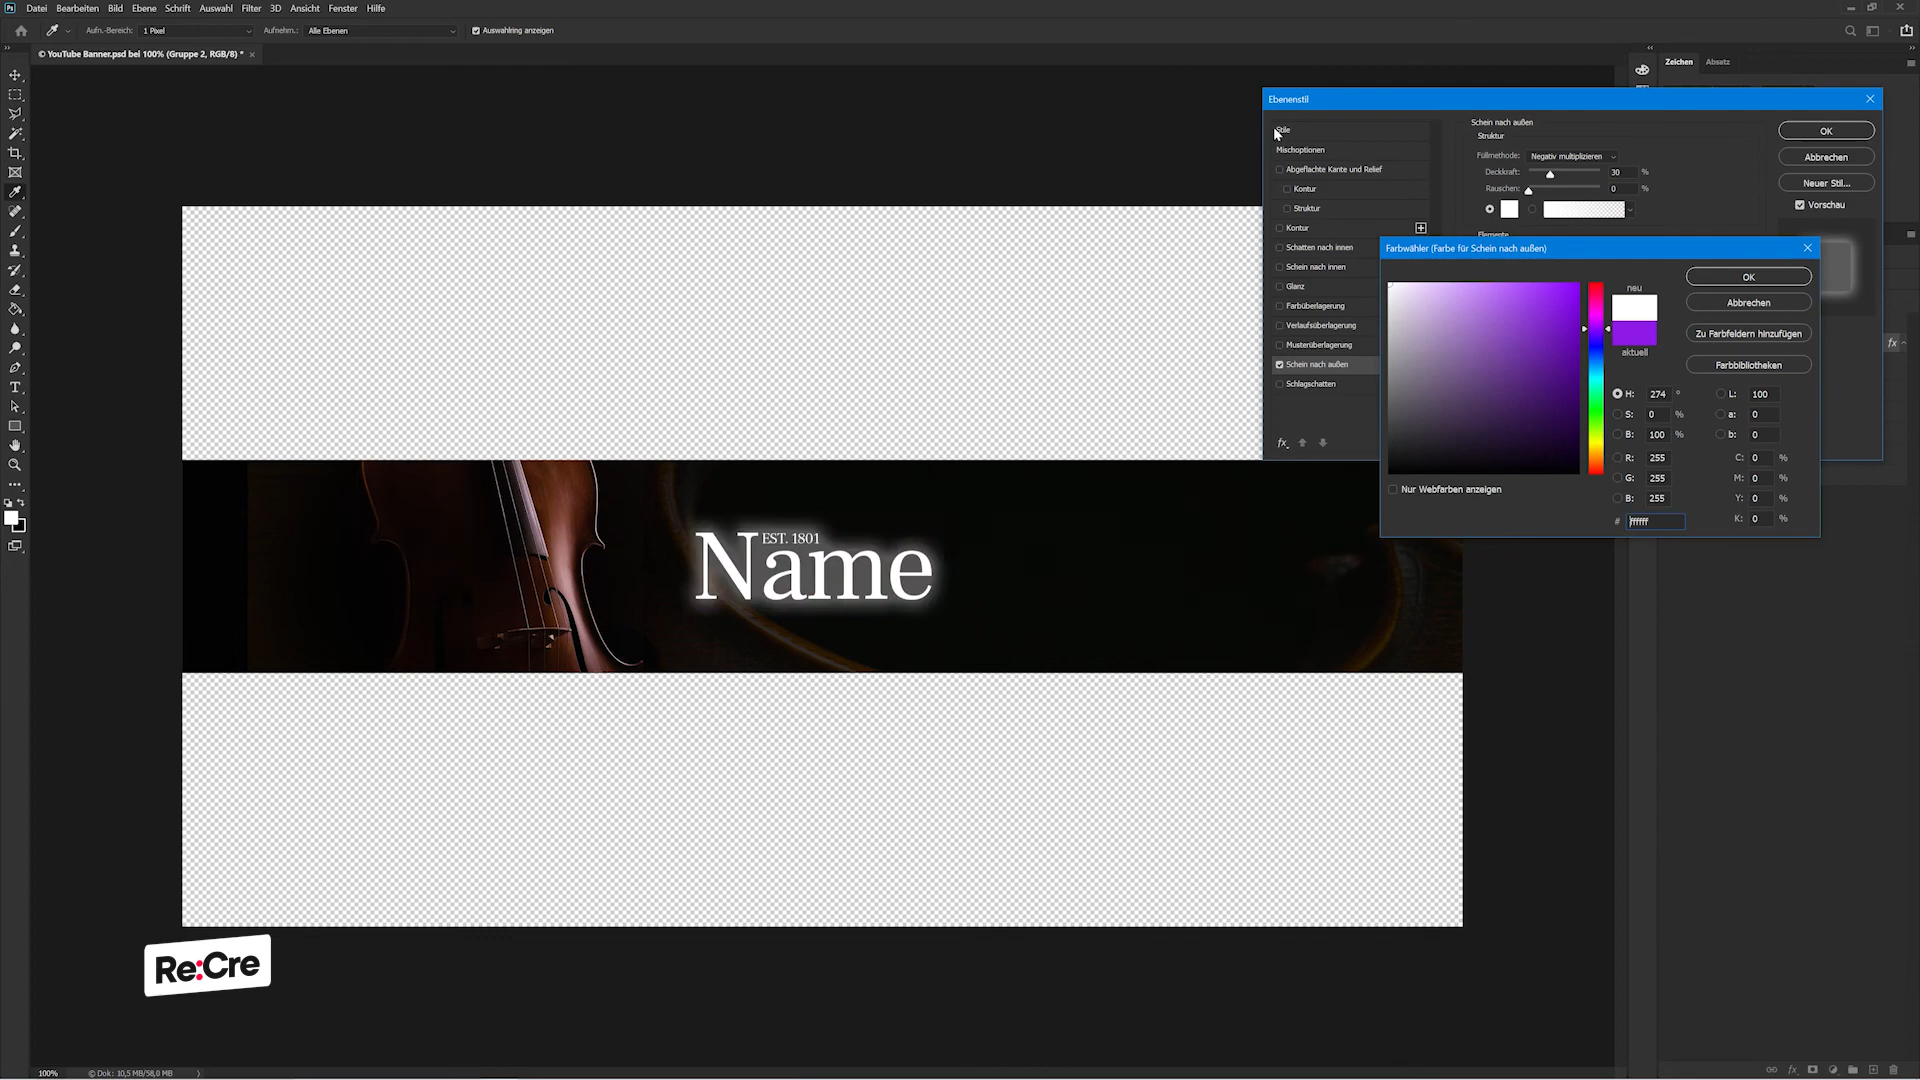 Ps Datei Bearbeiten Bild Ebene Schrift Auswahl Filter 3D Ansicht Fenster Hilfe
Aufn.-Bereich: 1 Pixel Aufnehm.: Alle Ebenen Auswahlring anzeigen
© YouTube Banner.psd bei 100% (Gruppe 2, RGB/8) *
Zeichen Absatz
Ebenenstil
Stile
Mischoptionen
Abgeflachte Kante und Relief
Kontur
Struktur
Kontur
Schatten nach innen
Schein nach innen
Glanz
Farbüberlagerung
Verlaufsüberlagerung
Musterüberlagerung
Schein nach außen
Schlagschatten
fx
Schein nach außen
Struktur
Füllmethode: Negativ multiplizieren
Deckkraft: 30 %
Rauschen: 0 %
Elemente
OK
Abbrechen
Neuer Stil...
Vorschau
Farbwähler (Farbe für Schein nach außen)
neu
aktuell
OK
Abbrechen
Zu Farbfeldern hinzufügen
Farbbibliotheken
H: 274 ° L: 100
S: 0 % a: 0
B: 100 % b: 0
R: 255 C: 0 %
G: 255 M: 0 %
B: 255 Y: 0 %
# ffffff K: 0 %
Nur Webfarben anzeigen
fx
EST. 1801
Name
Re:Cre
100% © Dok: 10,5 MB/58,0 MB
fx